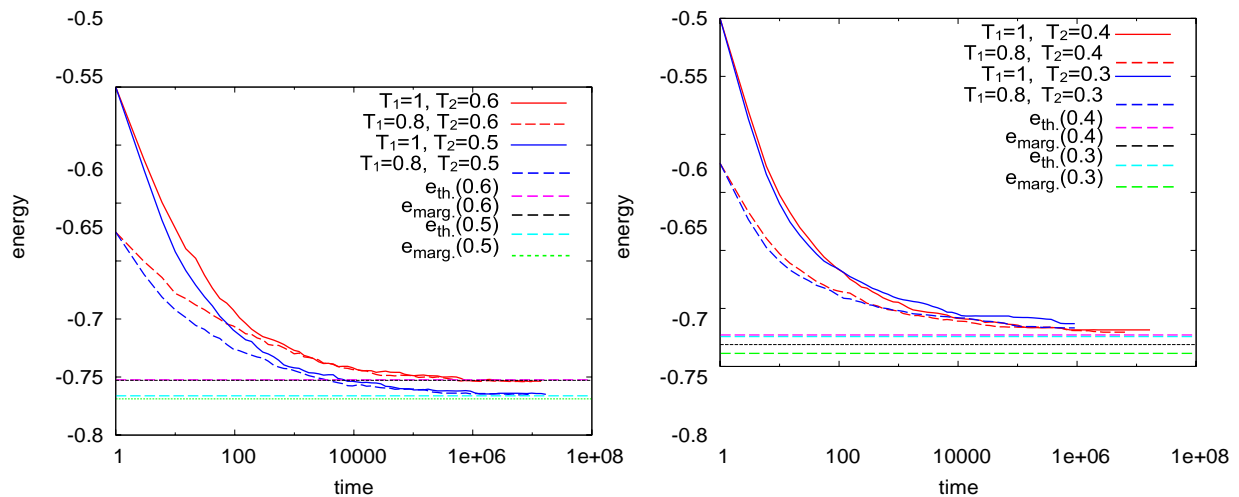 -0.5
-0.55
-0.6
-0.65
-0.7
-0.75
-0.8
energy
T1=1, T2=0.6
T1=0.8, T2=0.6
T1=1, T2=0.5
T1=0.8, T2=0.5
eth.(0.6)
emarg.(0.6)
eth.(0.5)
emarg.(0.5)
1 100 10000 1e+06 1e+08
time
-0.5
-0.55
-0.6
-0.65
-0.7
-0.75
-0.8
energy
T1=1, T2=0.4
T1=0.8, T2=0.4
T1=1, T2=0.3
T1=0.8, T2=0.3
eth.(0.4)
emarg.(0.4)
eth.(0.3)
emarg.(0.3)
1 100 10000 1e+06 1e+08
time